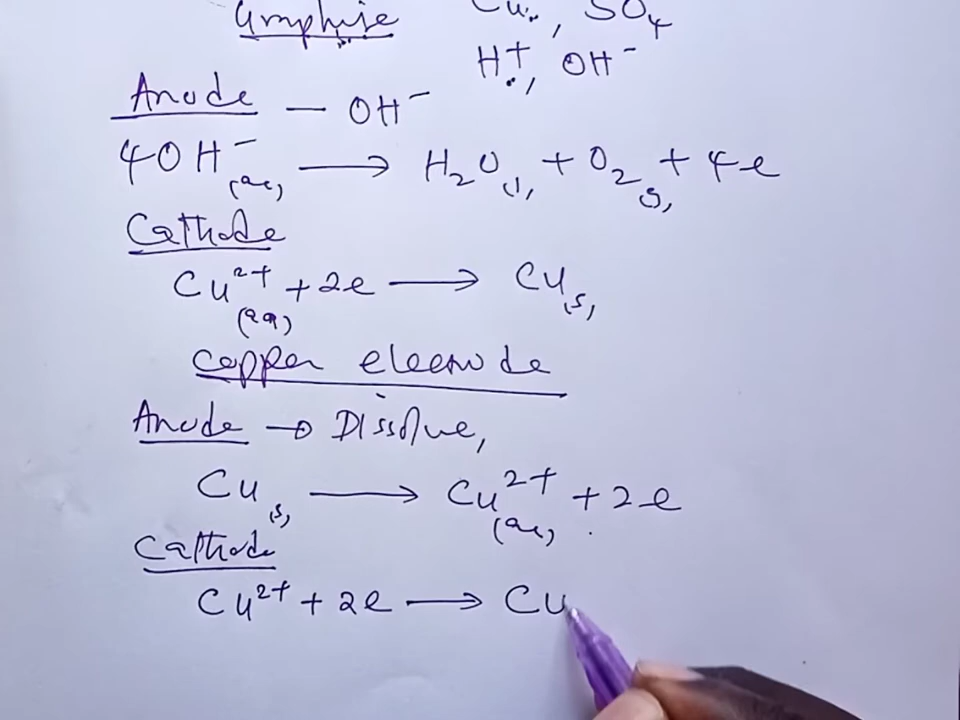 Graphite Cu, SO4
H+, OH-
Anode — OH-
4OH-(aq) → H2O(l) + O2(g) + 4e
Cathode
Cu2+(aq) + 2e → Cu(s)
Copper electrode
Anode → Dissolve,
Cu(s) → Cu2+(aq) + 2e
Cathode
Cu2+ + 2e → Cu